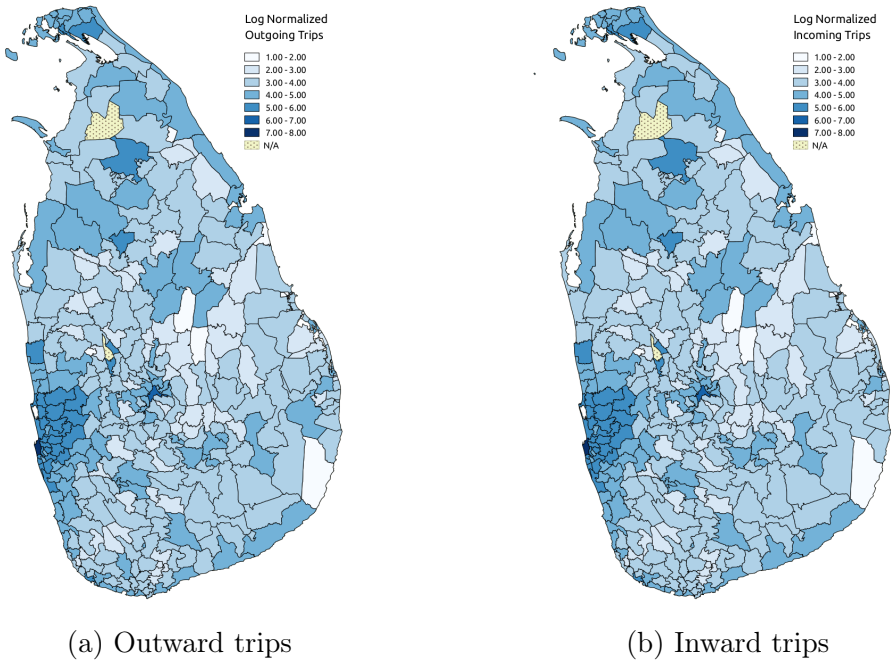 Log Normalized
Outgoing Trips
1.00 - 2.00
2.00 - 3.00
3.00 - 4.00
4.00 - 5.00
5.00 - 6.00
6.00 - 7.00
7.00 - 8.00
N/A
Log Normalized
Incoming Trips
1.00 - 2.00
2.00 - 3.00
3.00 - 4.00
4.00 - 5.00
5.00 - 6.00
6.00 - 7.00
7.00 - 8.00
N/A
(a) Outward trips
(b) Inward trips